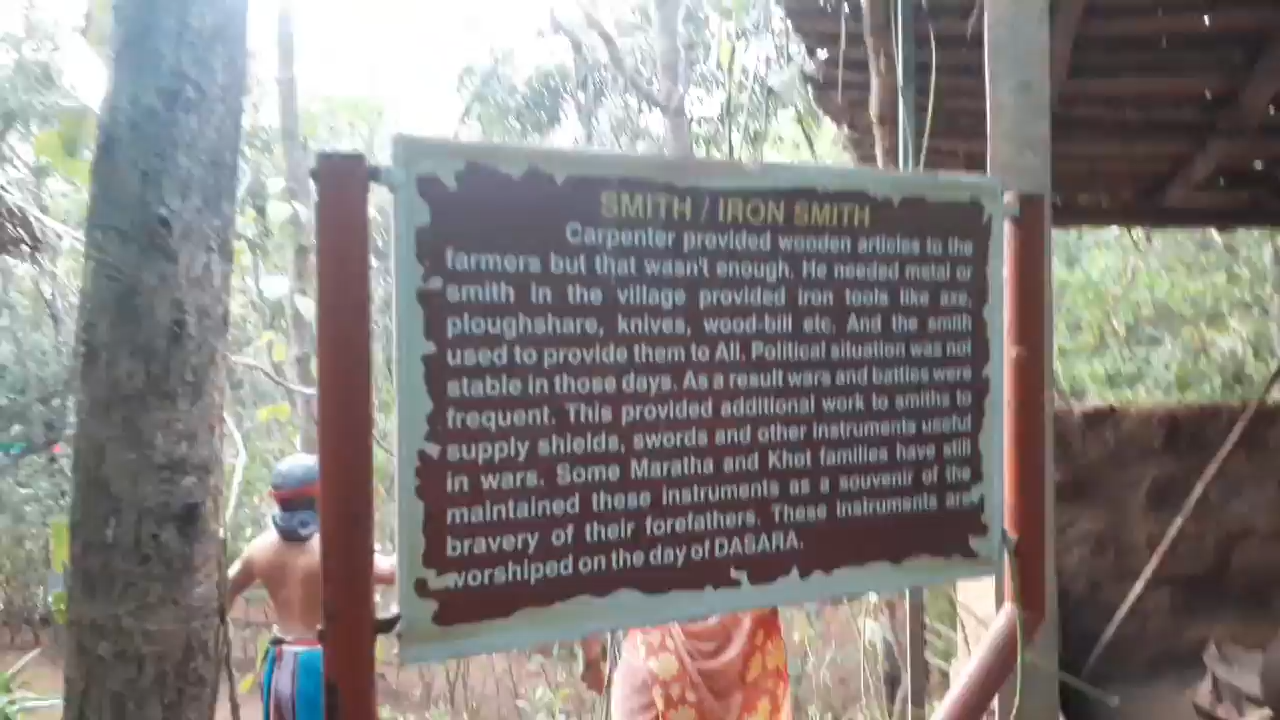 SMITH / IRON SMITH
Carpenter provided wooden articles to the
farmers but that wasn't enough. He needed metal or
smith in the village provided iron tools like axe,
ploughshare, knives, wood-bill etc. And the smith
used to provide them to All. Political situation was not
stable in those days. As a result wars and battles were
frequent. This provided additional work to smiths to
supply shields, swords and other instruments useful
in wars. Some Maratha and Khot families have still
maintained these instruments as a souvenir of the
bravery of their forefathers. These instruments are
worshiped on the day of DASARA.